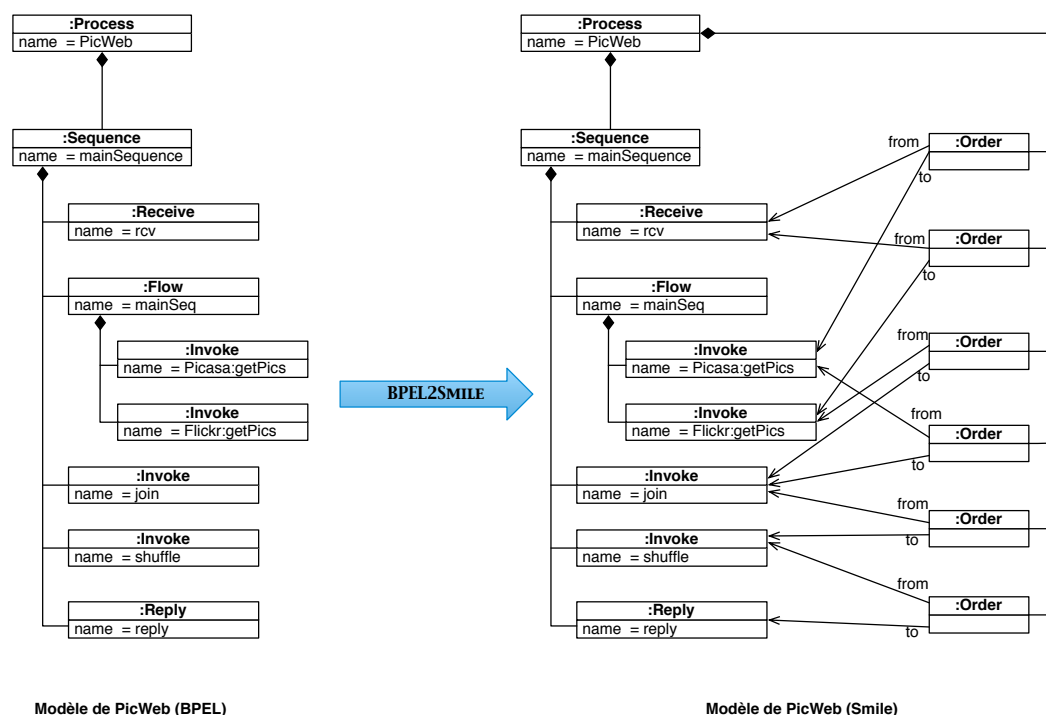 :Process
name = PicWeb
:Sequence
name = mainSequence
:Receive
name = rcv
:Flow
name = mainSeq
:Invoke
name = Picasa:getPics
:Invoke
name = Flickr:getPics
:Invoke
name = join
:Invoke
name = shuffle
:Reply
name = reply
Modèle de PicWeb (BPEL)
BPEL2SMILE
:Process
name = PicWeb
:Sequence
name = mainSequence
:Receive
name = rcv
:Flow
name = mainSeq
:Invoke
name = Picasa:getPics
:Invoke
name = Flickr:getPics
:Invoke
name = join
:Invoke
name = shuffle
:Reply
name = reply
from
:Order
to
from
:Order
to
from
:Order
to
from
:Order
to
from
:Order
to
from
:Order
to
Modèle de PicWeb (Smile)